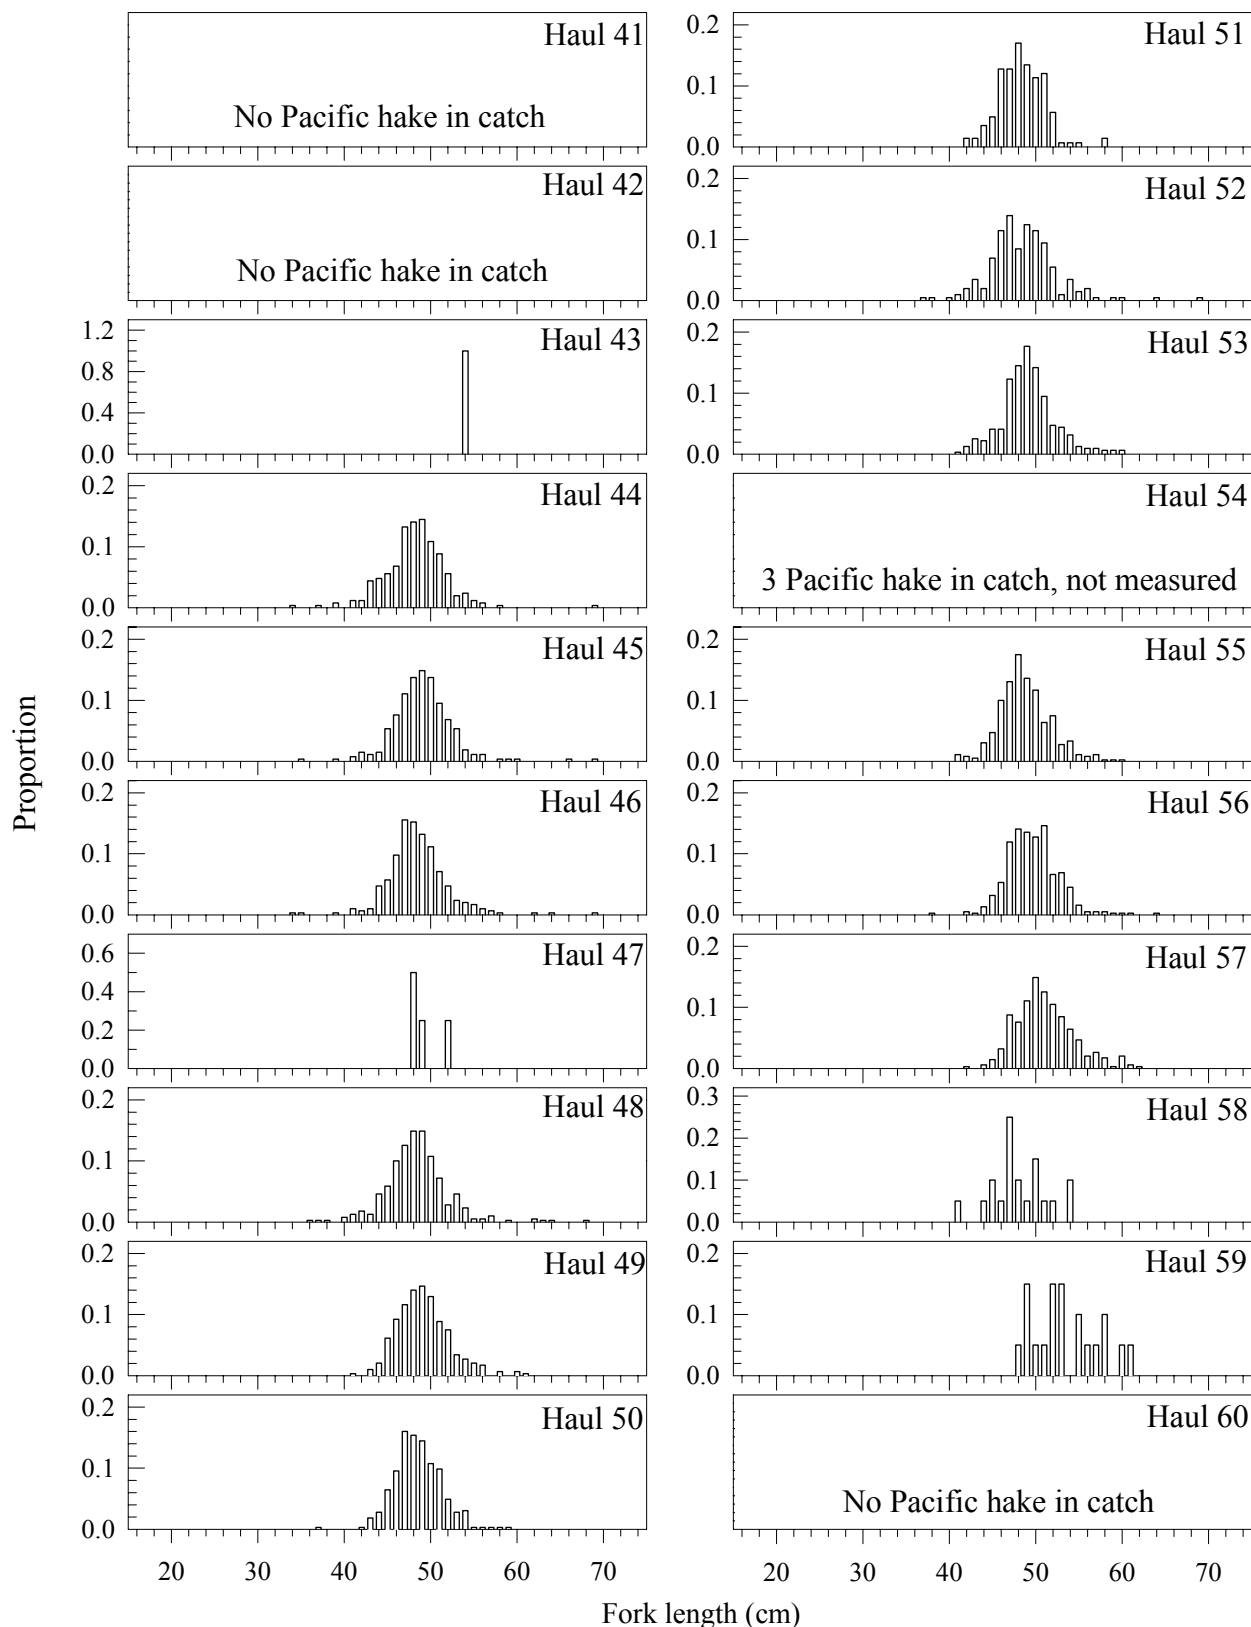 Haul 41
No Pacific hake in catch
Haul 42
No Pacific hake in catch
1.2
0.8
0.4
0.0
Haul 43
0.2
0.1
0.0
Haul 44
0.2
0.1
0.0
Haul 45
0.2
0.1
0.0
Haul 46
0.6
0.4
0.2
0.0
Haul 47
0.2
0.1
0.0
Haul 48
0.2
0.1
0.0
Haul 49
0.2
0.1
0.0
Haul 50
20 30 40 50 60 70
0.2
0.1
0.0
Haul 51
0.2
0.1
0.0
Haul 52
0.2
0.1
0.0
Haul 53
Haul 54
3 Pacific hake in catch, not measured
0.2
0.1
0.0
Haul 55
0.2
0.1
0.0
Haul 56
0.2
0.1
0.0
Haul 57
0.3
0.2
0.1
0.0
Haul 58
0.2
0.1
0.0
Haul 59
Haul 60
No Pacific hake in catch
20 30 40 50 60 70
Proportion
Fork length (cm)